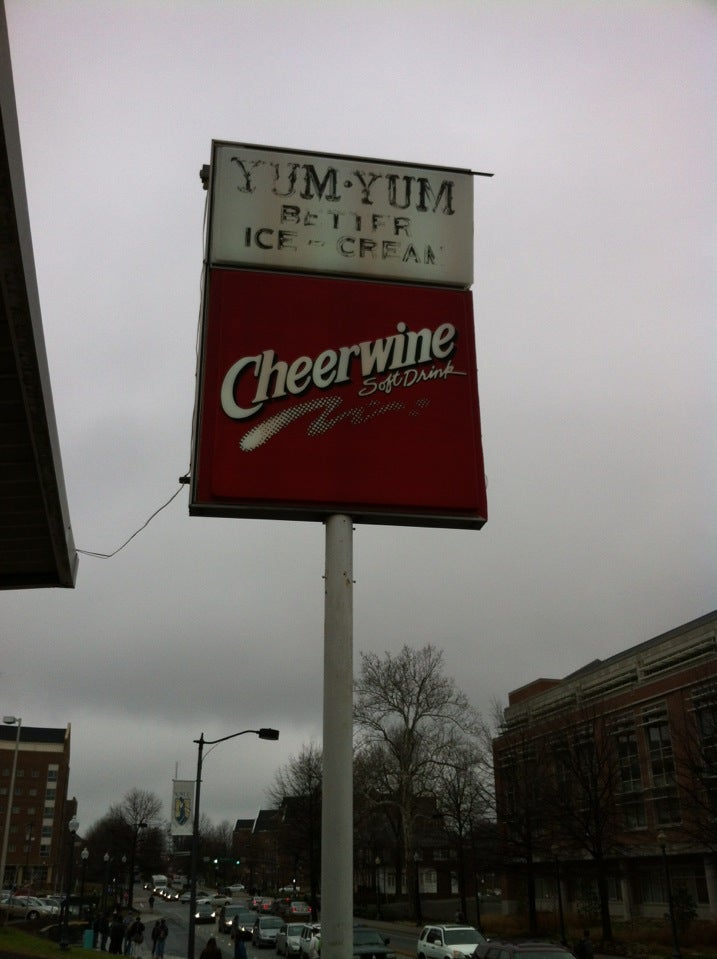 YUM·YUM
BETTER
ICE - CREAM
Cheerwine
Soft Drink